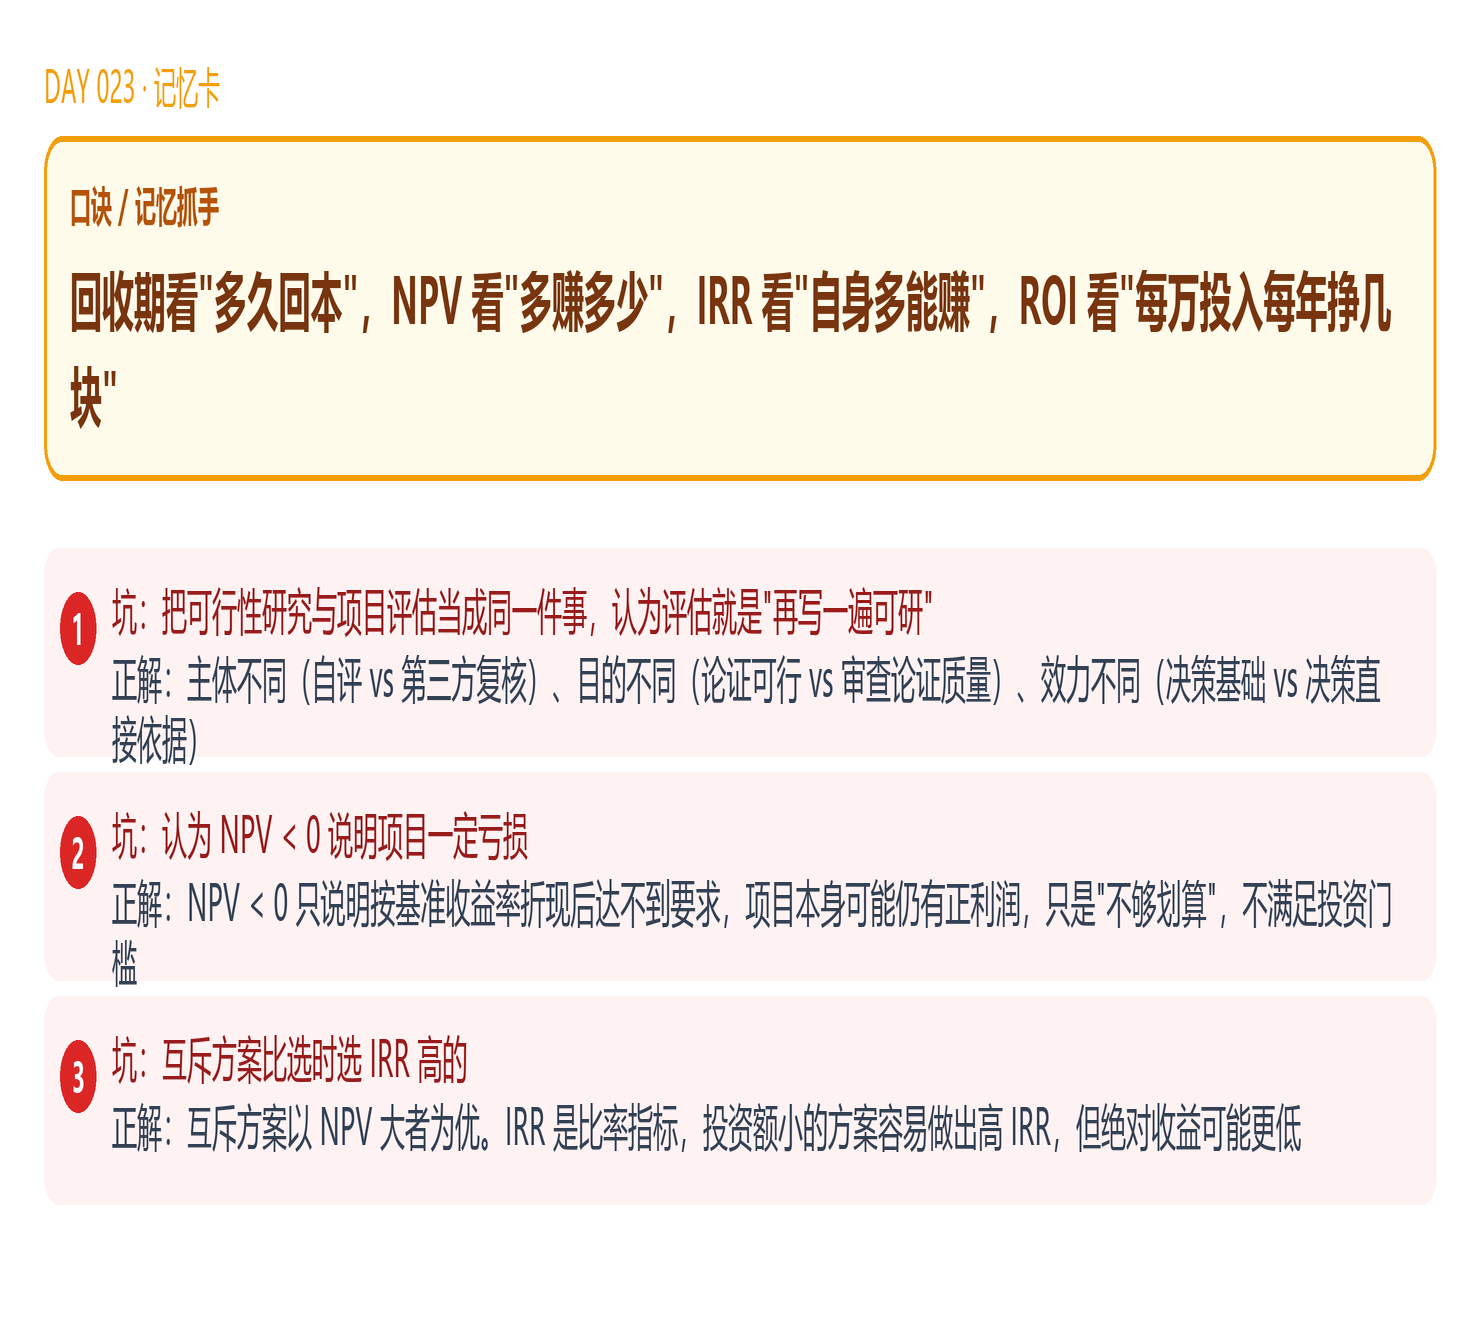 DAY 023 · 记忆卡
口诀 / 记忆抓手
回收期看"多久回本"，NPV 看"多赚多少"，IRR 看"自身多能赚"，ROI 看"每万投入每年挣几
块"
1
坑：把可行性研究与项目评估当成同一件事，认为评估就是"再写一遍可研"
正解：主体不同（自评 vs 第三方复核）、目的不同（论证可行 vs 审查论证质量）、效力不同（决策基础 vs 决策直
接依据）
2
坑：认为 NPV < 0 说明项目一定亏损
正解：NPV < 0 只说明按基准收益率折现后达不到要求，项目本身可能仍有正利润，只是"不够划算"，不满足投资门
槛
3
坑：互斥方案比选时选 IRR 高的
正解：互斥方案以 NPV 大者为优。IRR 是比率指标，投资额小的方案容易做出高 IRR，但绝对收益可能更低